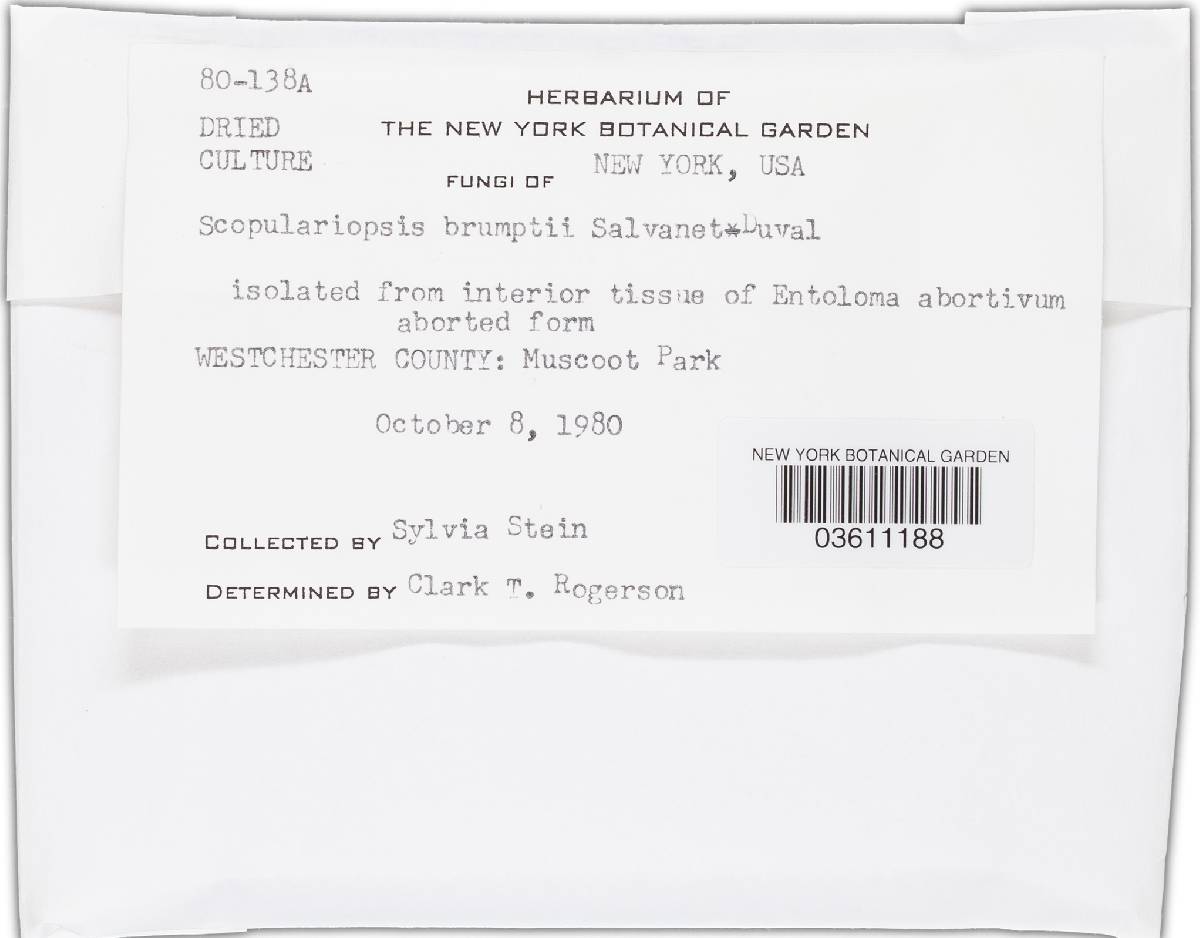 80-138A
HERBARIUM OF
DRIED
THE NEW YORK BOTANICAL GARDEN
CULTURE
NEW YORK, USA
FUNGI OF
Scopulariopsis brumptii Salvanet*Duval
isolated from interior tissue of Entoloma abortivum
aborted form
WESTCHESTER COUNTY: Muscoot Park
October 8, 1980
NEW YORK BOTANICAL GARDEN
03611188
COLLECTED BY Sylvia Stein
DETERMINED BY Clark T. Rogerson